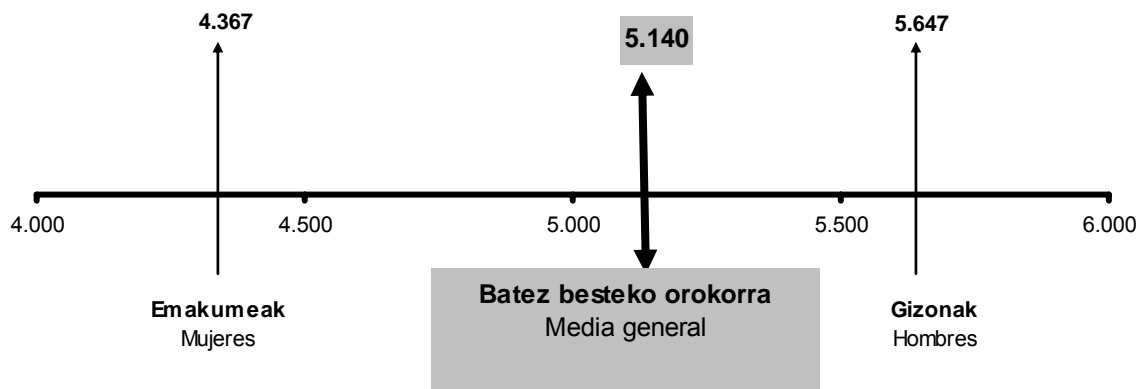 4.367
5.140
5.647
4.000
4.500
5.000
5.500
6.000
Emakumeak
Mujeres
Batez besteko orokorra
Media general
Gizonak
Hombres